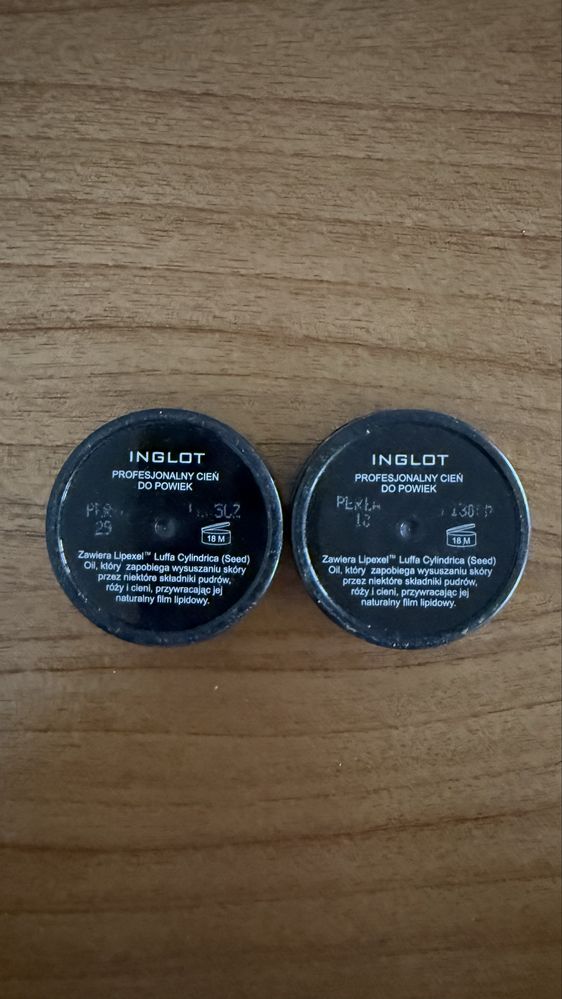 INGLOT
PROFESJONALNY CIEŃ
DO POWIEK
29
18 M
Zawiera Lipexel™ Luffa Cylindrica (Seed)
Oil, który zapobiega wysuszaniu skóry
przez niektóre składniki pudrów,
róży i cieni, przywracając jej
naturalny film lipidowy.
INGLOT
PROFESJONALNY CIEŃ
DO POWIEK
PERŁA
18 M
Zawiera Lipexel™ Luffa Cylindrica (Seed)
Oil, który zapobiega wysuszaniu skóry
przez niektóre składniki pudrów,
róży i cieni, przywracając jej
naturalny film lipidowy.